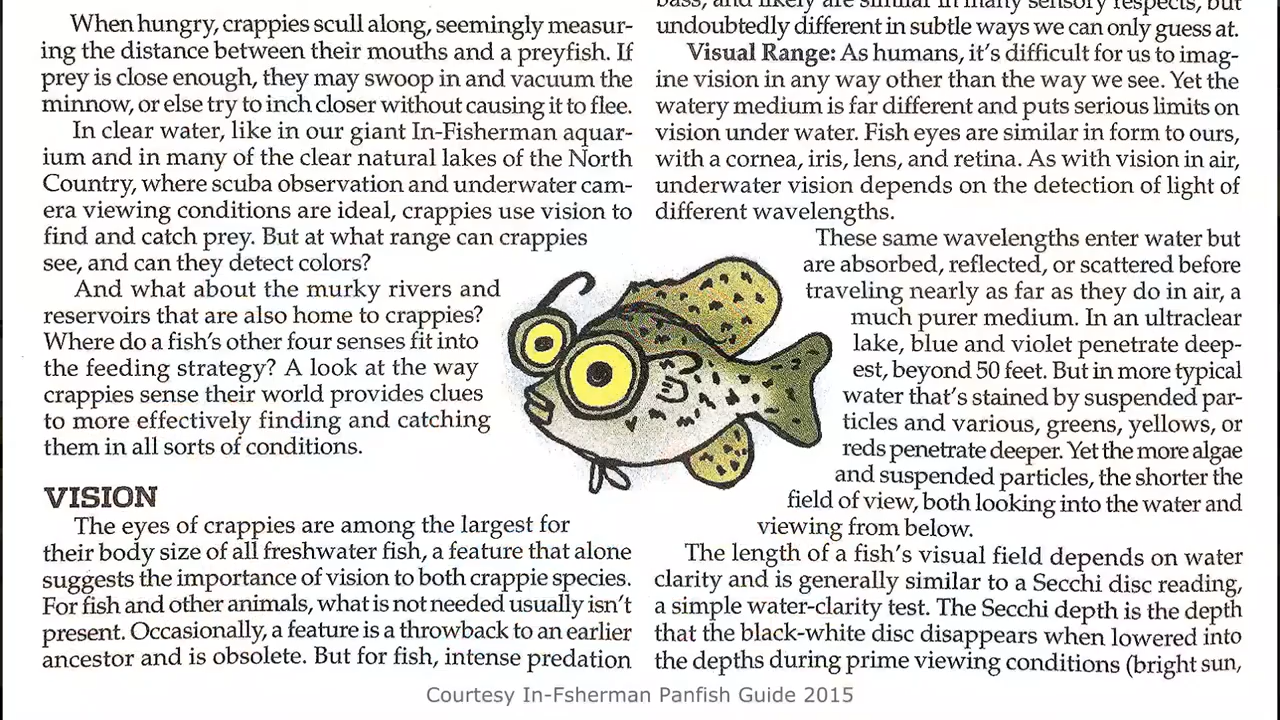 When hungry, crappies scull along, seemingly measur-
ing the distance between their mouths and a preyfish. If
prey is close enough, they may swoop in and vacuum the
minnow, or else try to inch closer without causing it to flee.
In clear water, like in our giant In-Fisherman aquar-
ium and in many of the clear natural lakes of the North
Country, where scuba observation and underwater cam-
era viewing conditions are ideal, crappies use vision to
find and catch prey. But at what range can crappies
see, and can they detect colors?
And what about the murky rivers and
reservoirs that are also home to crappies?
Where do a fish's other four senses fit into
the feeding strategy? A look at the way
crappies sense their world provides clues
to more effectively finding and catching
them in all sorts of conditions.
VISION
The eyes of crappies are among the largest for
their body size of all freshwater fish, a feature that alone
suggests the importance of vision to both crappie species.
For fish and other animals, what is not needed usually isn't
present. Occasionally, a feature is a throwback to an earlier
ancestor and is obsolete. But for fish, intense predation
bass, and likely are similar in many sensory respects, but
undoubtedly different in subtle ways we can only guess at.
Visual Range: As humans, it's difficult for us to imag-
ine vision in any way other than the way we see. Yet the
watery medium is far different and puts serious limits on
vision under water. Fish eyes are similar in form to ours,
with a cornea, iris, lens, and retina. As with vision in air,
underwater vision depends on the detection of light of
different wavelengths.
These same wavelengths enter water but
are absorbed, reflected, or scattered before
traveling nearly as far as they do in air, a
much purer medium. In an ultraclear
lake, blue and violet penetrate deep-
est, beyond 50 feet. But in more typical
water that's stained by suspended par-
ticles and various, greens, yellows, or
reds penetrate deeper. Yet the more algae
and suspended particles, the shorter the
field of view, both looking into the water and
viewing from below.
The length of a fish's visual field depends on water
clarity and is generally similar to a Secchi disc reading,
a simple water-clarity test. The Secchi depth is the depth
that the black-white disc disappears when lowered into
the depths during prime viewing conditions (bright sun,
Courtesy In-Fsherman Panfish Guide 2015